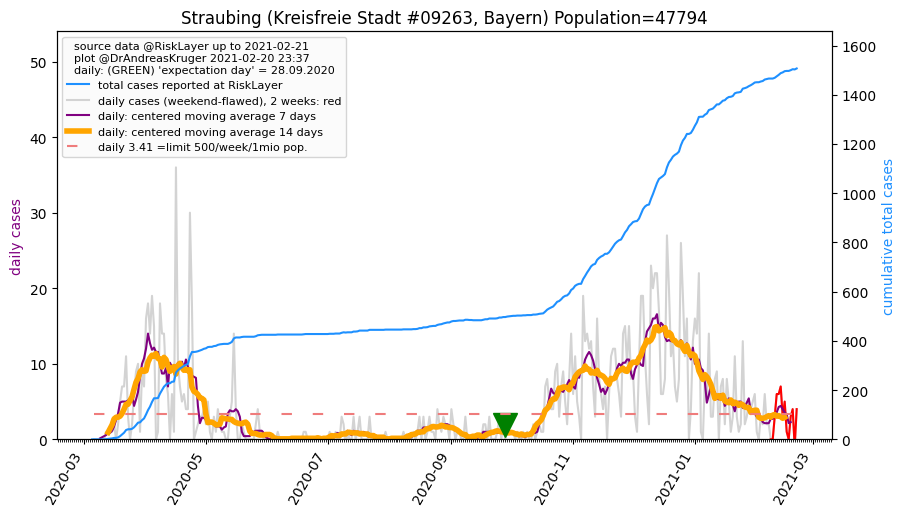 Straubing (Kreisfreie Stadt #09263, Bayern) Population=47794
source data @RiskLayer up to 2021-02-21
plot @DrAndreasKruger 2021-02-20 23:37
daily: (GREEN) 'expectation day' = 28.09.2020
total cases reported at RiskLayer
daily cases (weekend-flawed), 2 weeks: red
daily: centered moving average 7 days
daily: centered moving average 14 days
daily 3.41 =limit 500/week/1mio pop.
daily cases
50
40
30
20
10
0
cumulative total cases
1600
1400
1200
1000
800
600
400
200
0
2020-03
2020-05
2020-07
2020-09
2020-11
2021-01
2021-03